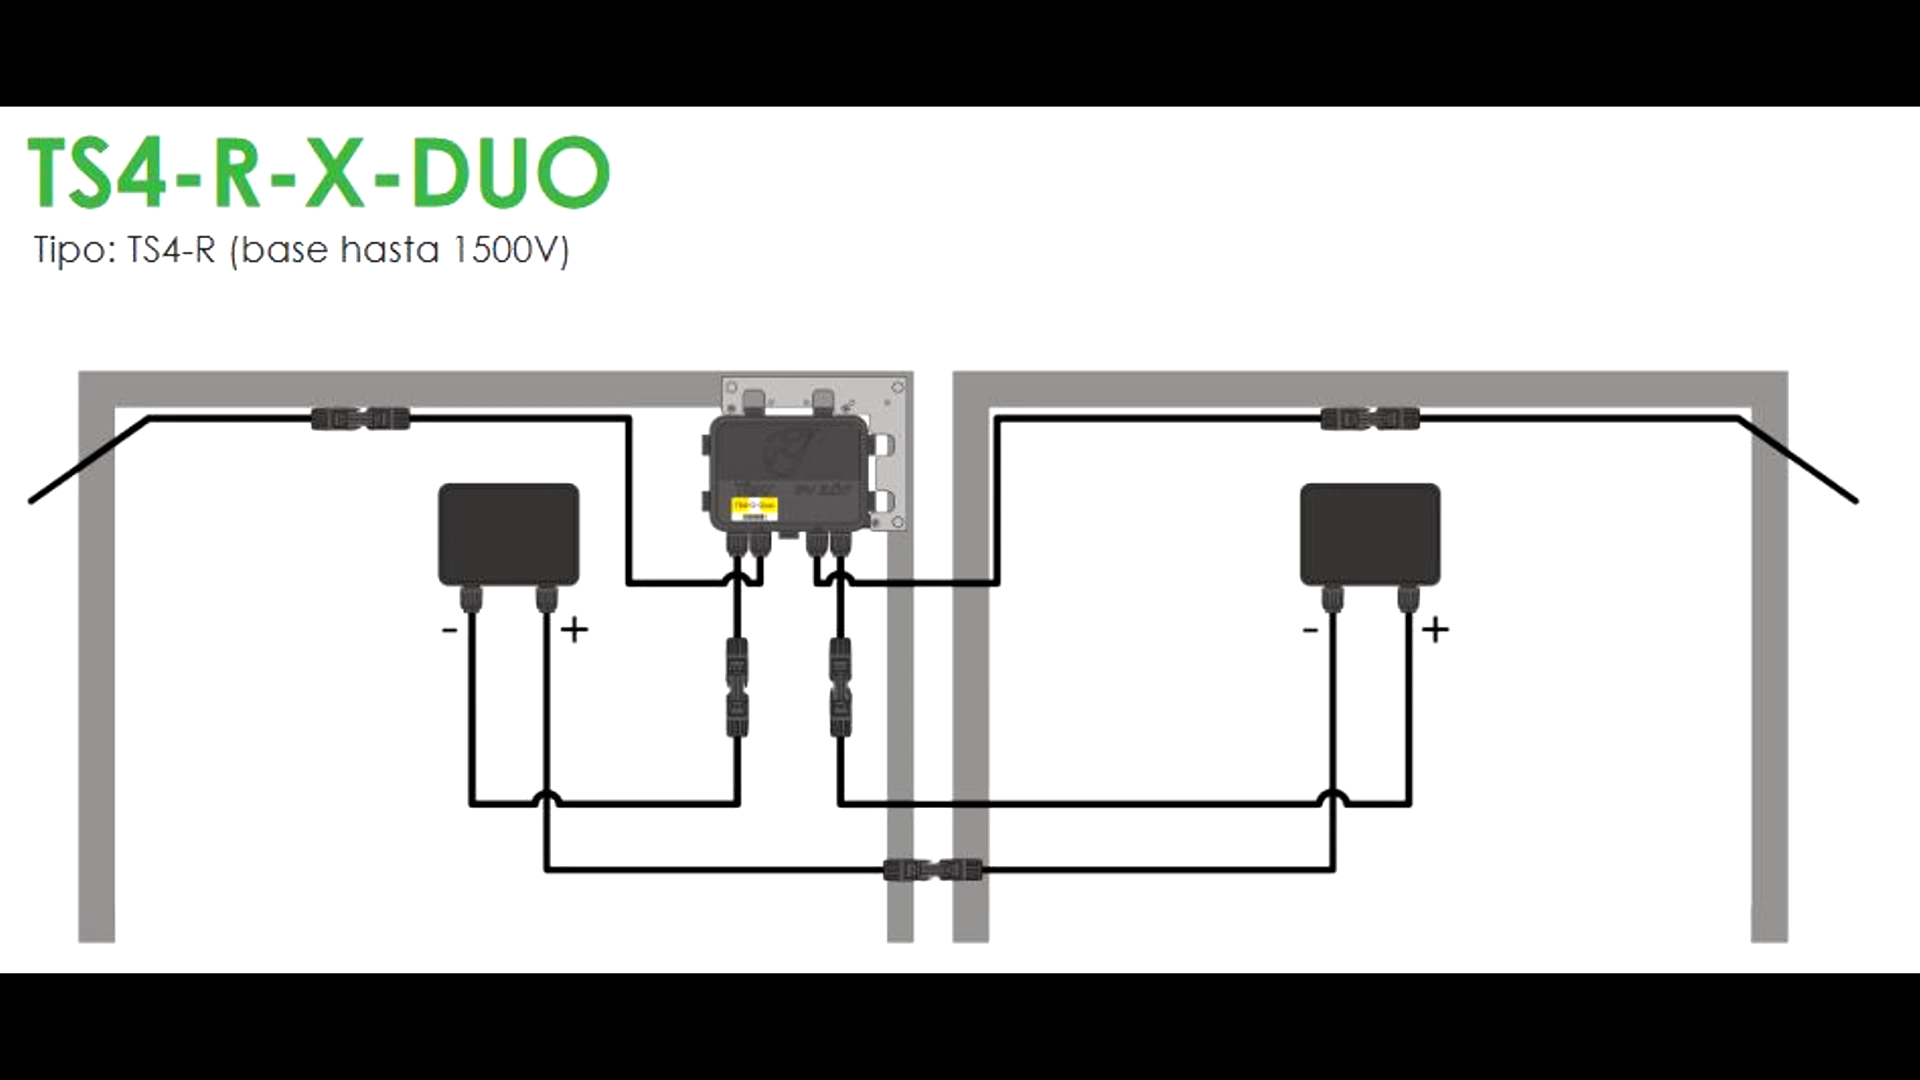 TS4-R-X-DUO
Tipo: TS4-R (base hasta 1500V)
- +
- +